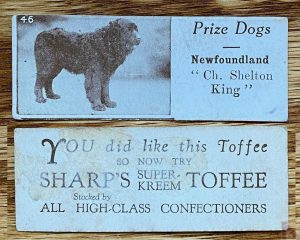 46
Prize Dogs
Newfoundland
"Ch. Shelton
King"
YOU did like this Toffee
SO NOW TRY
SHARP'S SUPER-KREEM TOFFEE
Stocked by
ALL HIGH-CLASS CONFECTIONERS